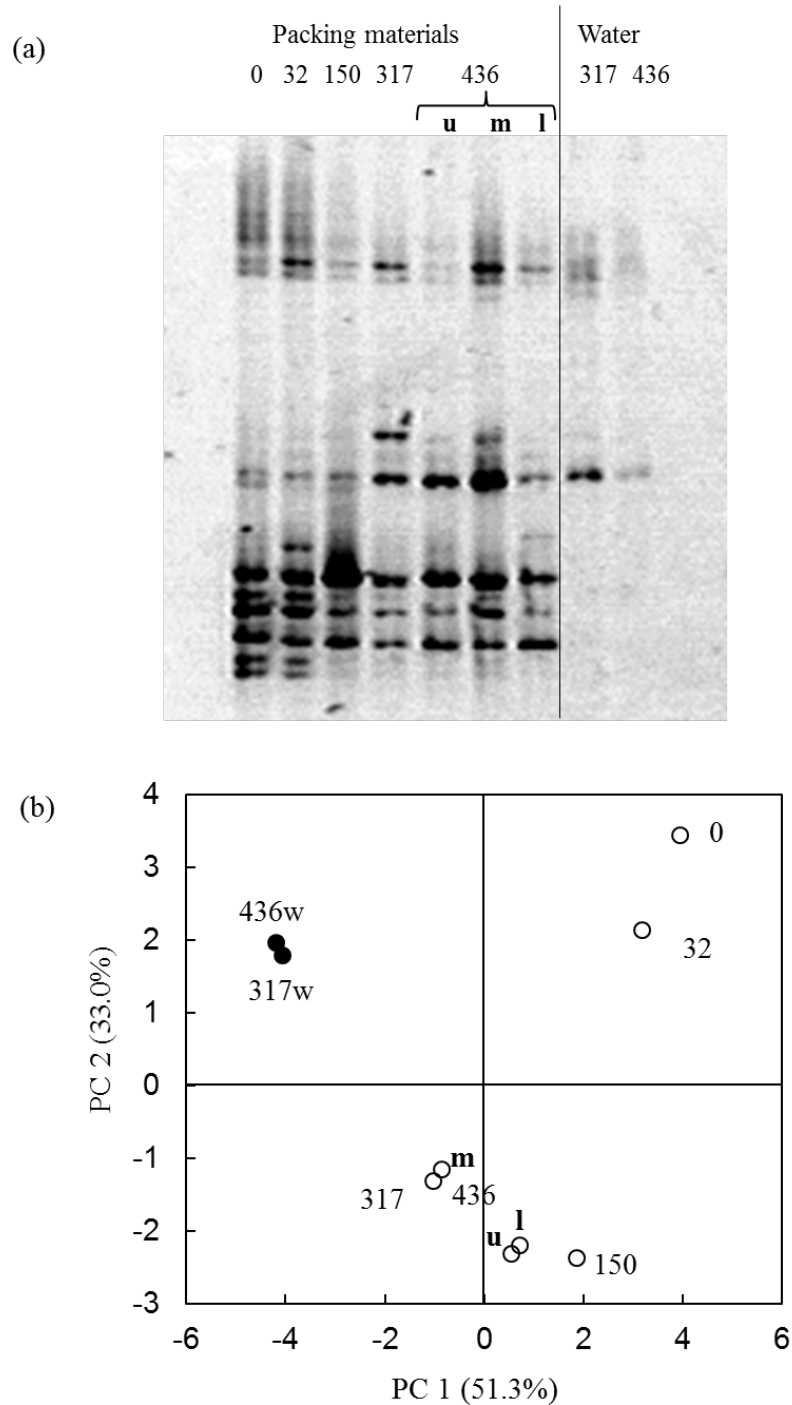 (a)
Packing materials Water
0 32 150 317 436 317 436
u m l
(b)
4
3
2
1
0
-1
-2
-3
PC 2 (33.0%)
0
32
436w
317w
m
317 436
u l
150
-6 -4 -2 0 2 4 6
PC 1 (51.3%)